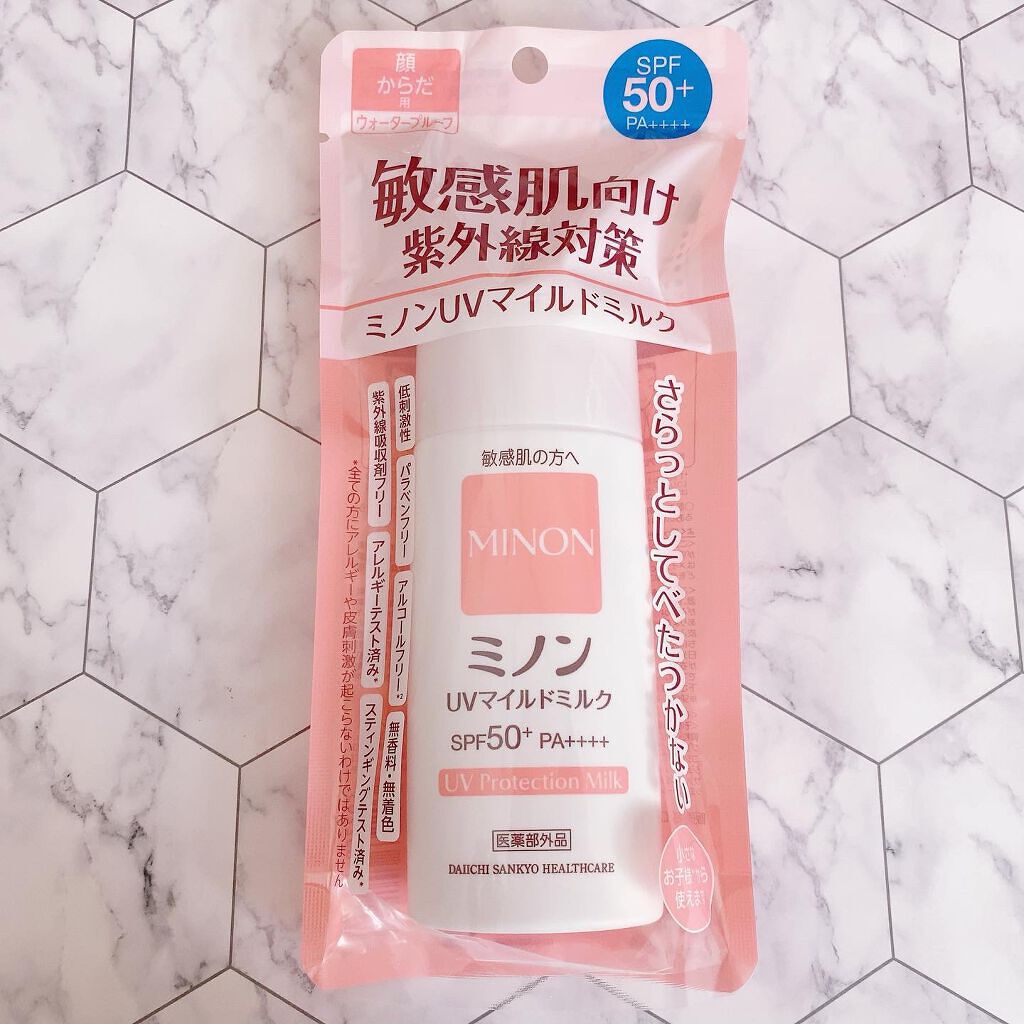 顔
からだ
用
ウォータープルーフ
SPF
50+
PA++++
敏感肌向け
紫外線対策
ミノンUVマイルドミルク
さらっとしてべたつかない
低刺激性
パラベンフリー
アルコールフリー*2
無香料・無着色
紫外線吸収剤フリー
アレルギーテスト済み*
スティンギングテスト済み*
*全ての方にアレルギーや皮膚刺激が起こらないわけではありません
敏感肌の方へ
MINON
ミノン
UVマイルドミルク
SPF50+ PA++++
UV Protection Milk
医薬部外品
DAIICHI SANKYO HEALTHCARE
お子様から
使えます